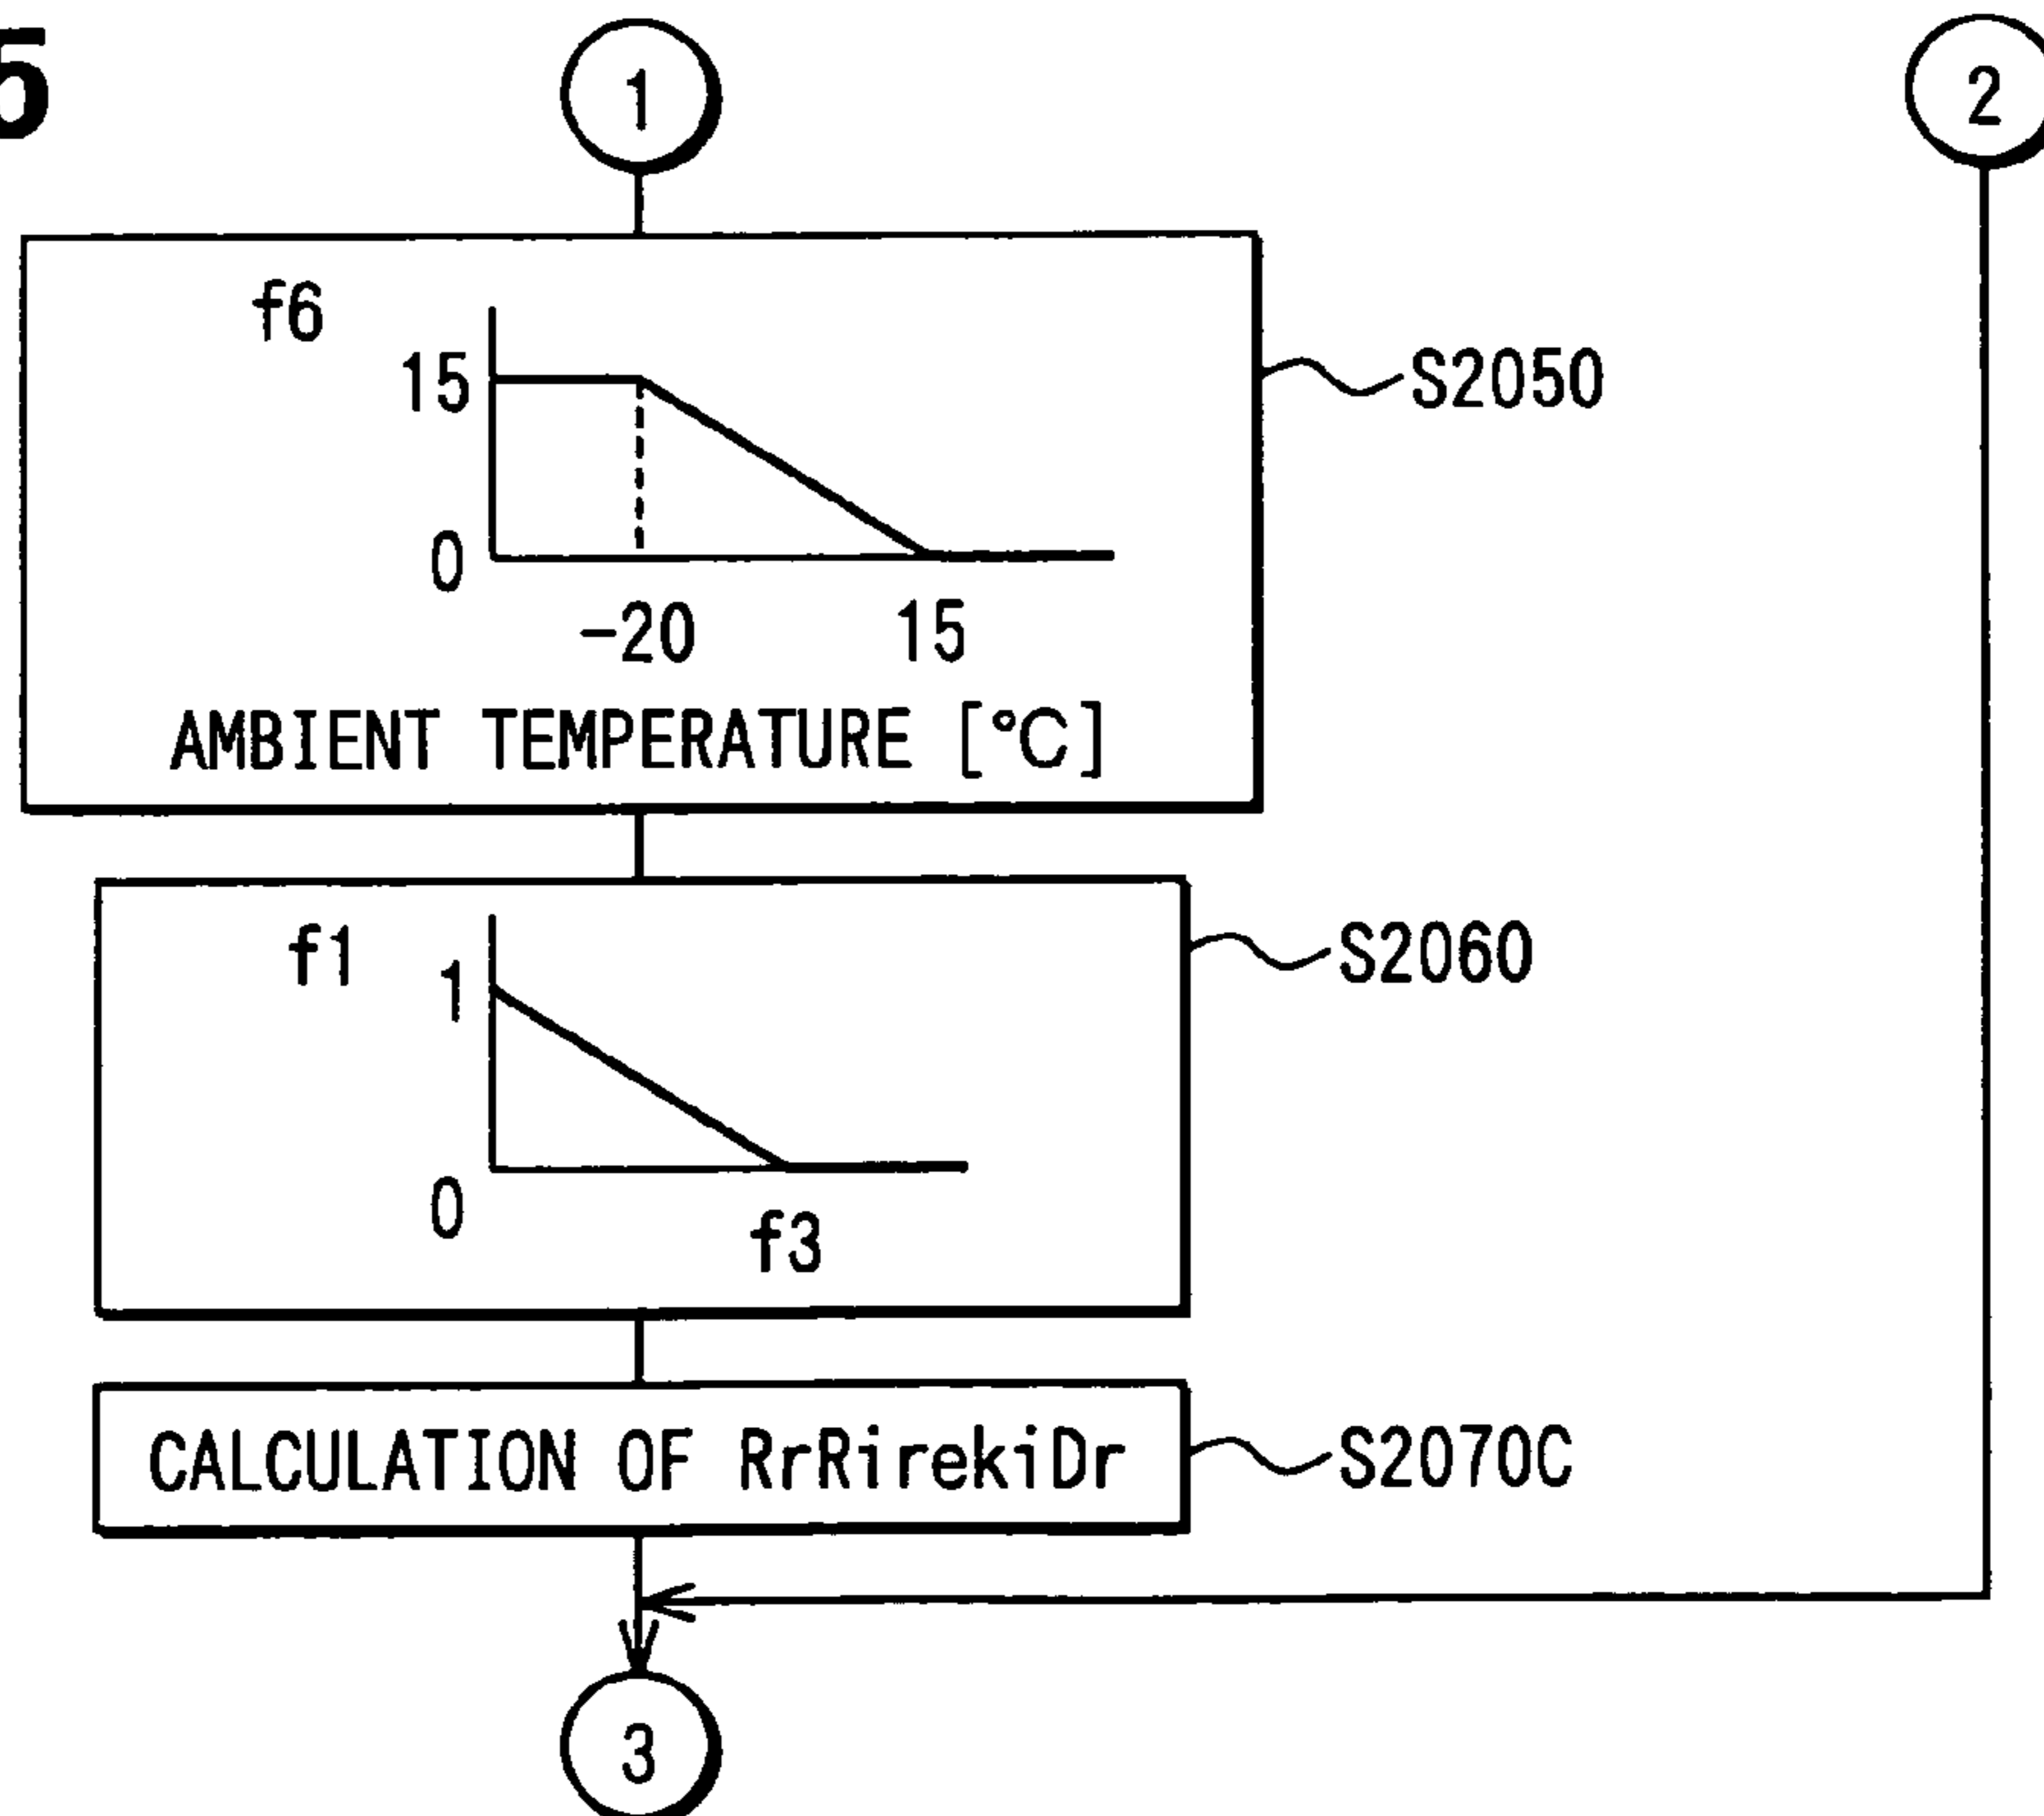 5
1
2
f6
15
0
-20 15
AMBIENT TEMPERATURE [°C]
S2050
f1
1
0
f3
S2060
CALCULATION OF RrRirekiDr
S2070C
3